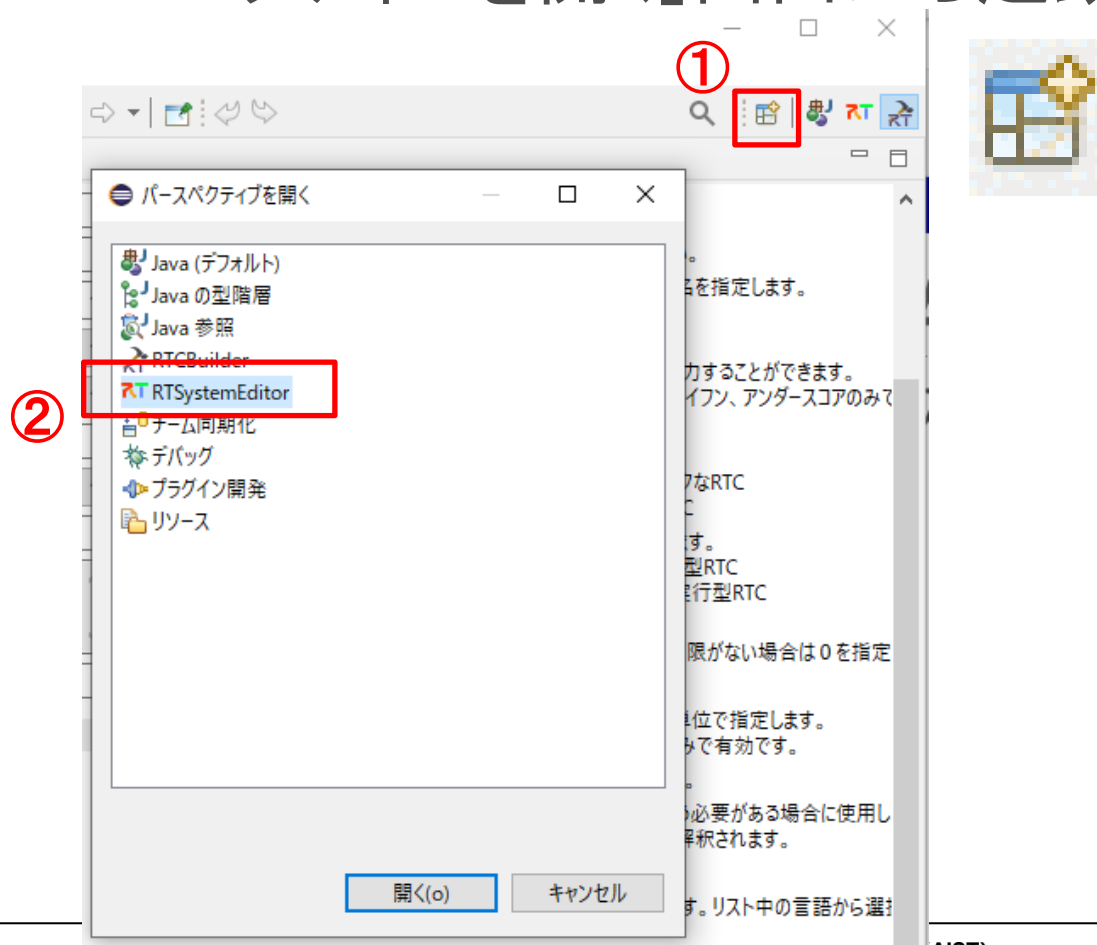 ①
パースペクティブを開く
Java (デフォルト)
Java の型階層
Java 参照
RTCBuilder
②
RTSystemEditor
チーム同期化
デバッグ
プラグイン開発
リソース
開く(o)
キャンセル
名を指定します。
力することができます。
イフン、アンダースコアのみで
なRTC
す。
型RTC
行型RTC
限がない場合は0を指定
位で指定します。
みで有効です。
必要がある場合に使用し
釈されます。
す。リスト中の言語から選択